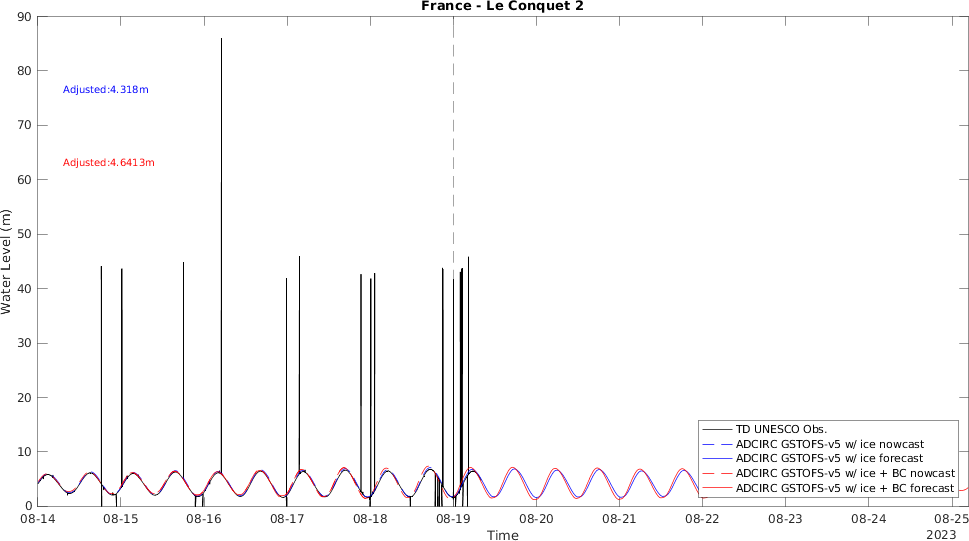 France - Le Conquet 2
90
80
70
60
50
40
30
20
10
0
Water Level (m)
Adjusted:4.318m
Adjusted:4.6413m
TD UNESCO Obs.
ADCIRC GSTOFS-v5 w/ ice nowcast
ADCIRC GSTOFS-v5 w/ ice forecast
ADCIRC GSTOFS-v5 w/ ice + BC nowcast
ADCIRC GSTOFS-v5 w/ ice + BC forecast
08-14 08-15 08-16 08-17 08-18 08-19 08-20 08-21 08-22 08-23 08-24 08-25
Time
2023